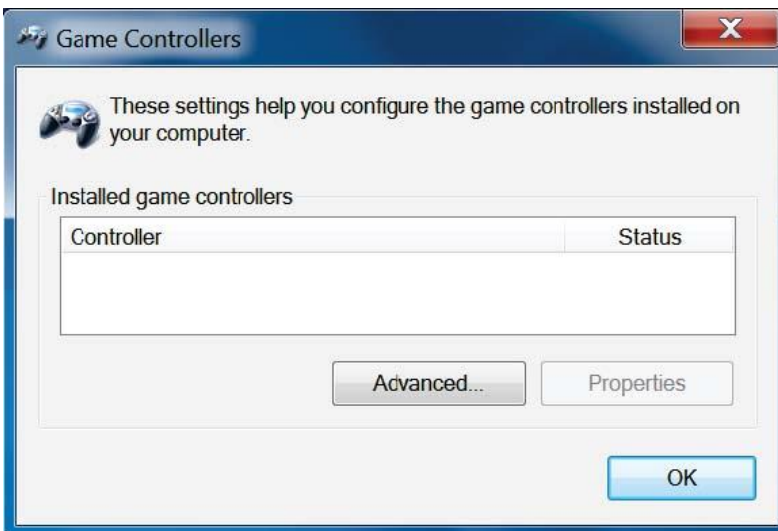 Game Controllers
These settings help you configure the game controllers installed on
your computer.
Installed game controllers
Controller Status
Advanced... Properties
OK